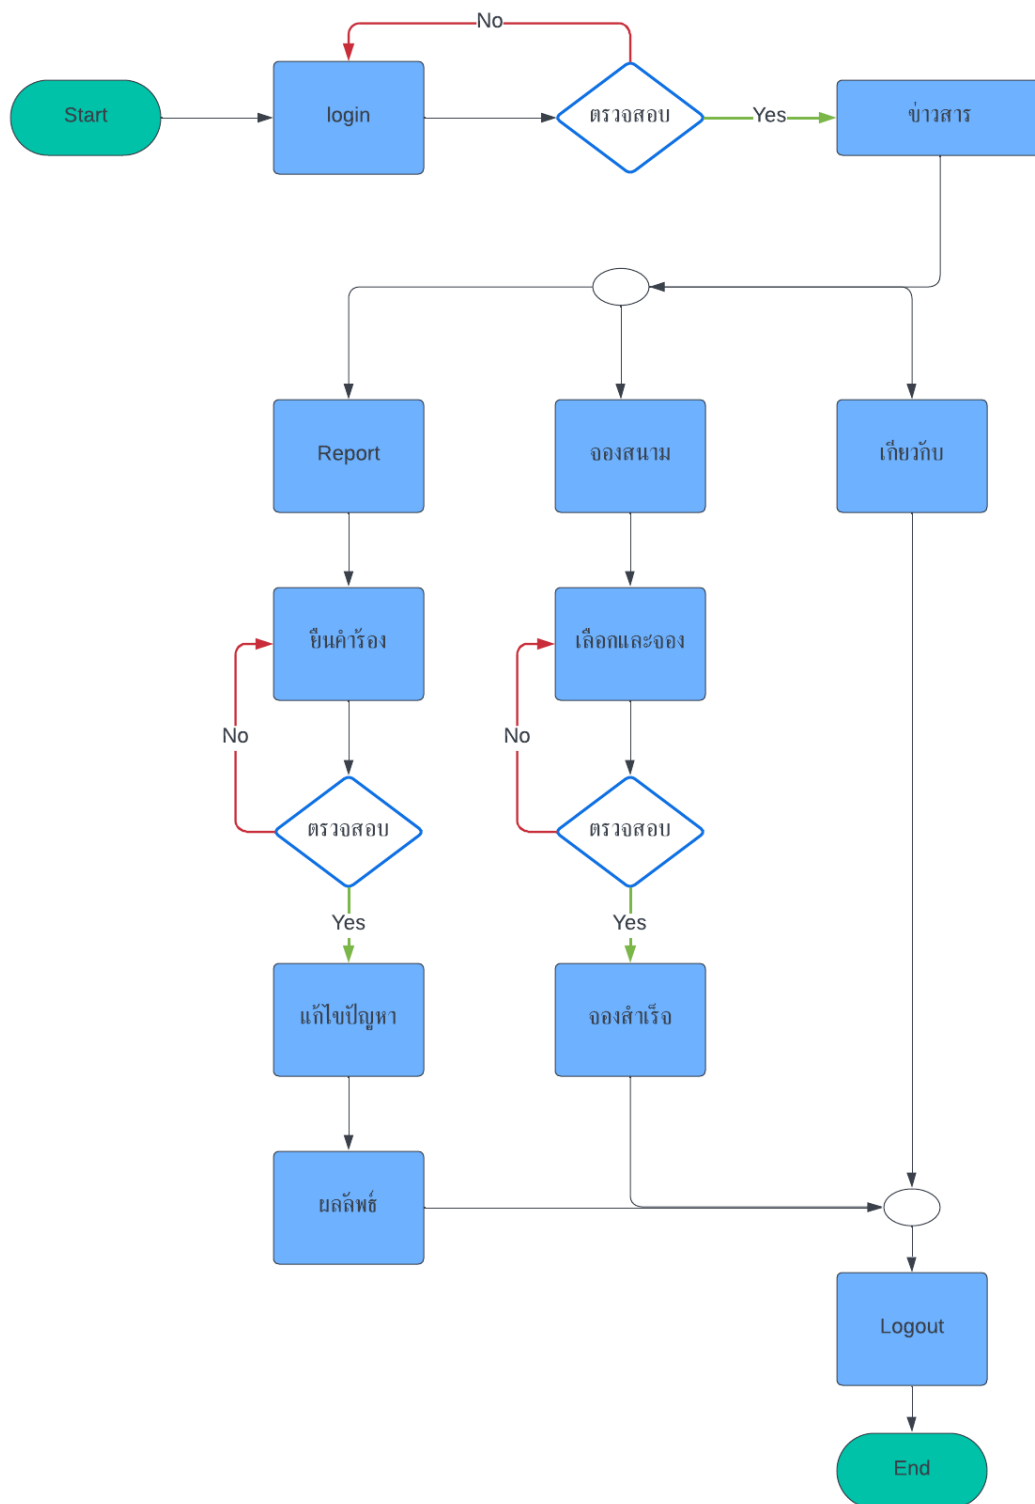 No
Start
login
ตรวจสอบ
Yes
ข่าวสาร
Report
จองสนาม
เกี่ยวกับ
ยื่นคำร้อง
เลือกและจอง
No
No
ตรวจสอบ
ตรวจสอบ
Yes
Yes
แก้ไขปัญหา
จองสำเร็จ
ผลลัพธ์
Logout
End